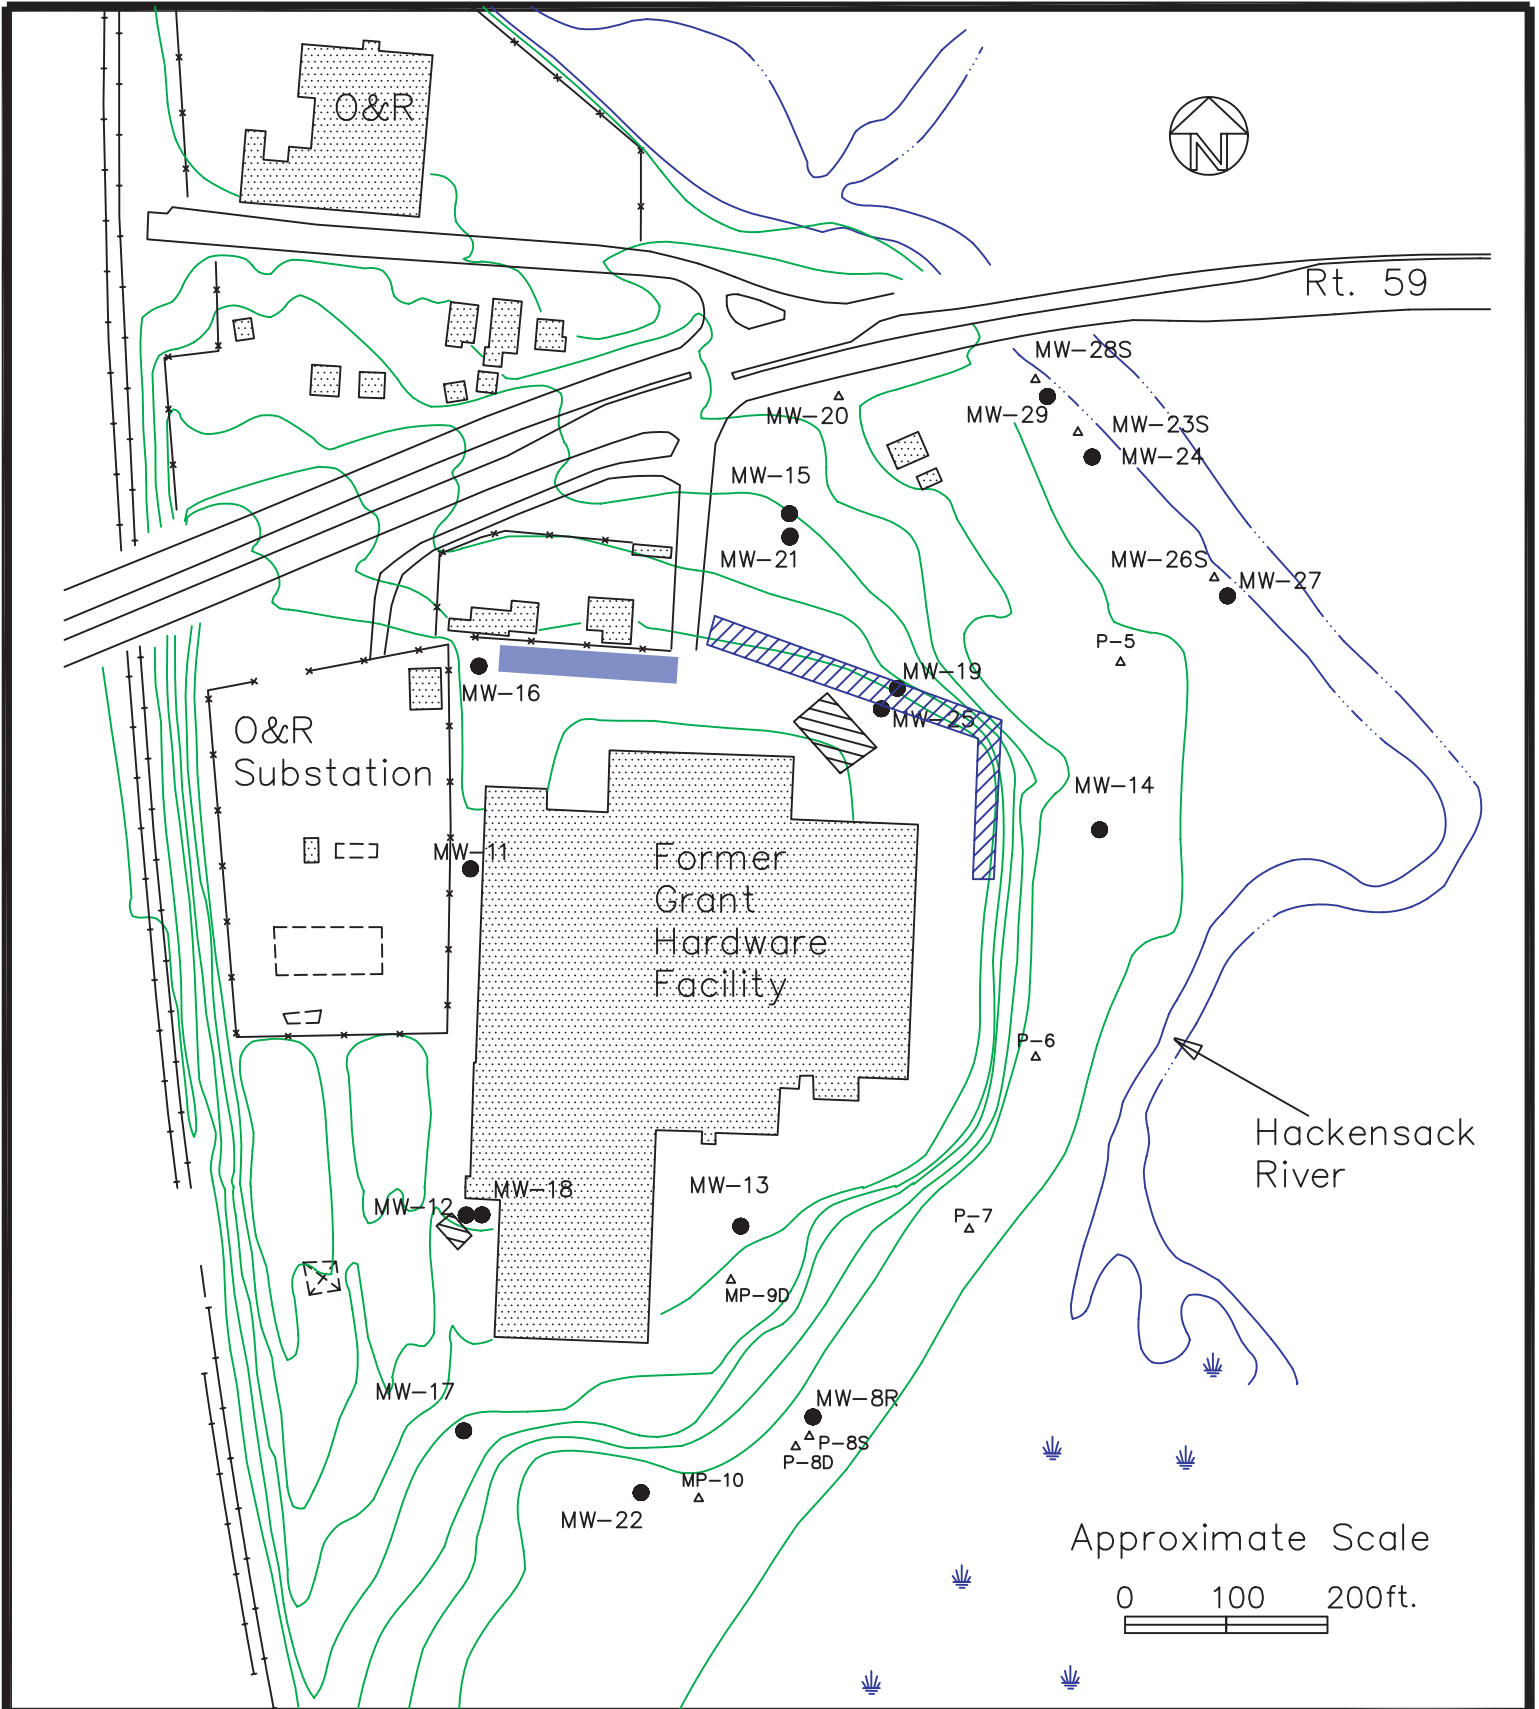 O&R
N
Rt. 59
MW-28S
MW-20
MW-29
MW-23S
MW-24
MW-15
MW-21
MW-26S
MW-27
P-5
MW-19
MW-16
MW-25
O&R
Substation
MW-14
MW-11
Former
Grant
Hardware
Facility
P-6
Hackensack
River
MW-13
MW-18
MW-12
P-7
MP-9D
MW-17
MW-8R
P-8S
P-8D
MP-10
MW-22
Approximate Scale
0 100 200ft.